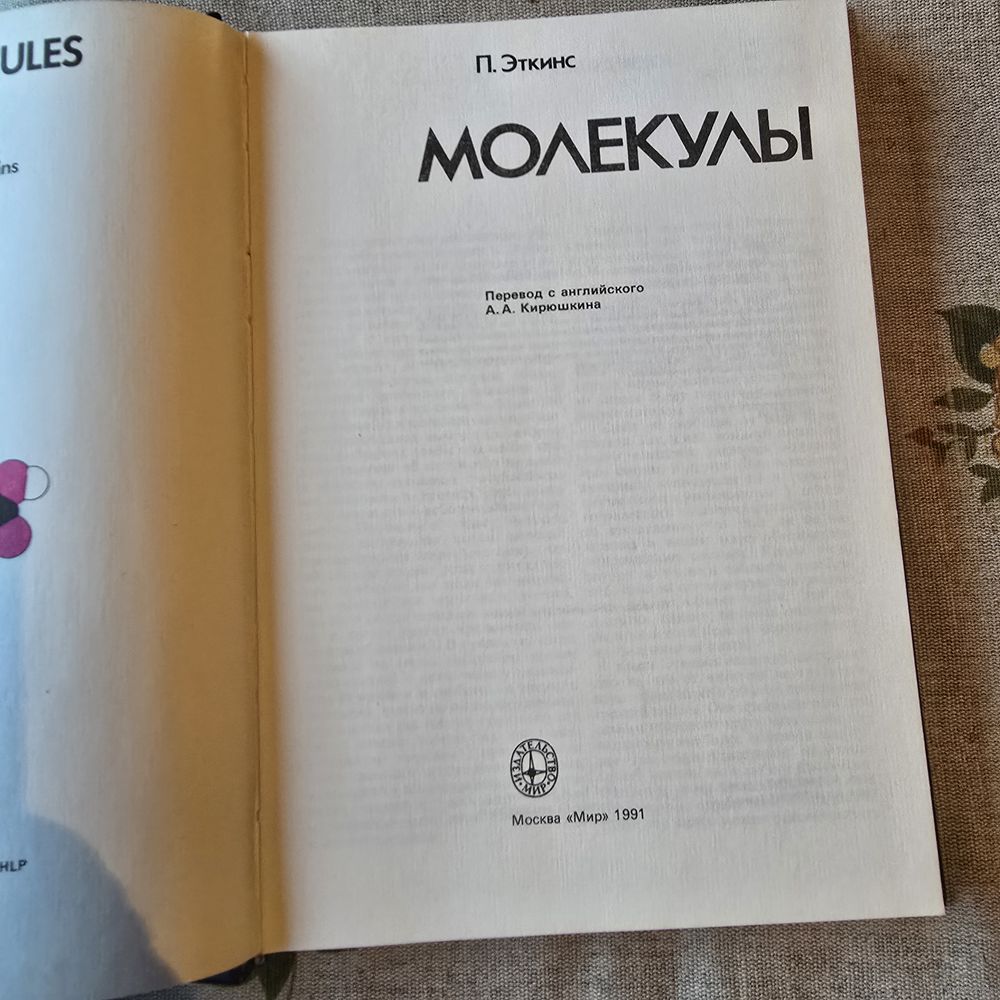 ULES
ins
HLP
П. Эткинс
МОЛЕКУЛЫ
Перевод с английского
А. А. Кирюшкина
ИЗДАТЕЛЬСТВО
МИР
Москва «Мир» 1991